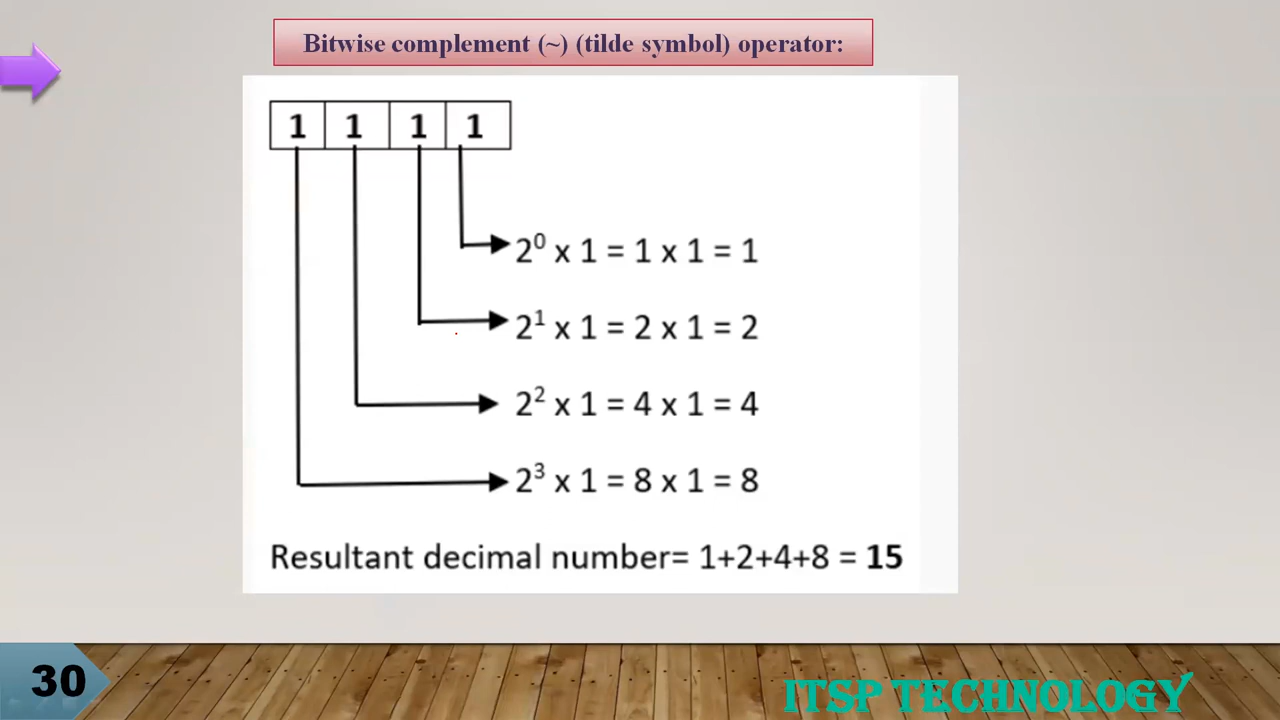 Bitwise complement (~) (tilde symbol) operator:
1 1 1 1
2⁰ x 1 = 1 x 1 = 1
2¹ x 1 = 2 x 1 = 2
2² x 1 = 4 x 1 = 4
2³ x 1 = 8 x 1 = 8
Resultant decimal number= 1+2+4+8 = 15
30
ITSP TECHNOLOGY